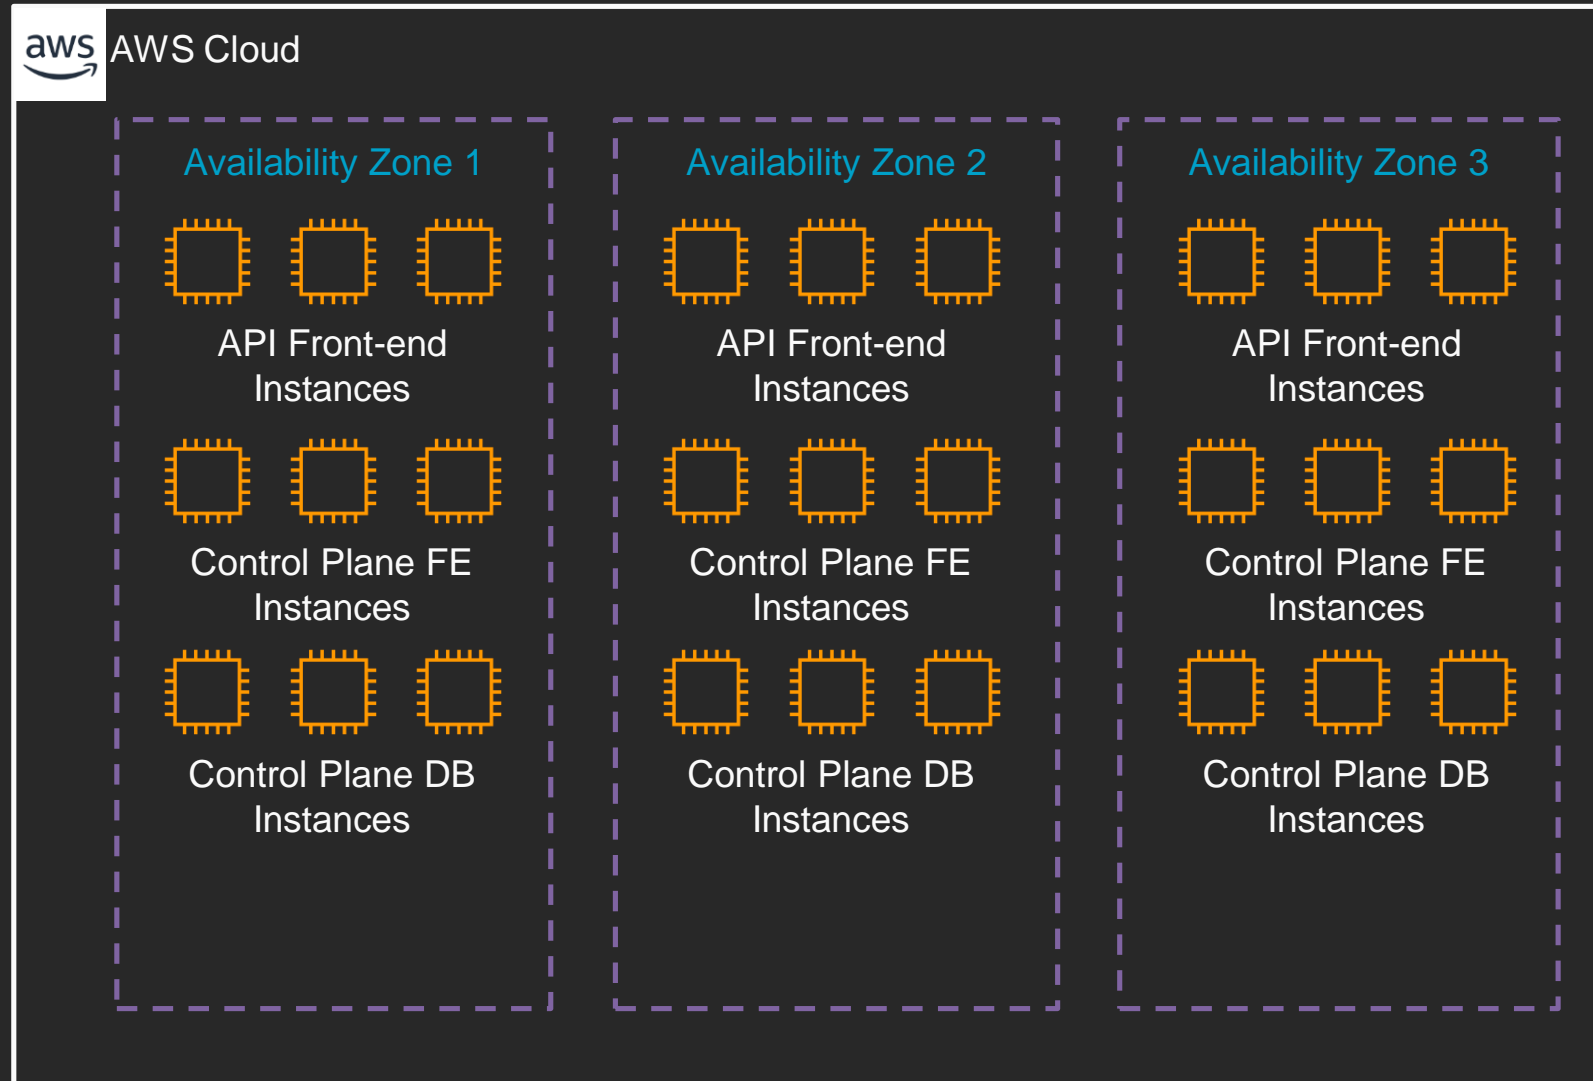 aws
AWS Cloud
Availability Zone 1
API Front-end
Instances
Control Plane FE
Instances
Control Plane DB
Instances
Availability Zone 2
API Front-end
Instances
Control Plane FE
Instances
Control Plane DB
Instances
Availability Zone 3
API Front-end
Instances
Control Plane FE
Instances
Control Plane DB
Instances